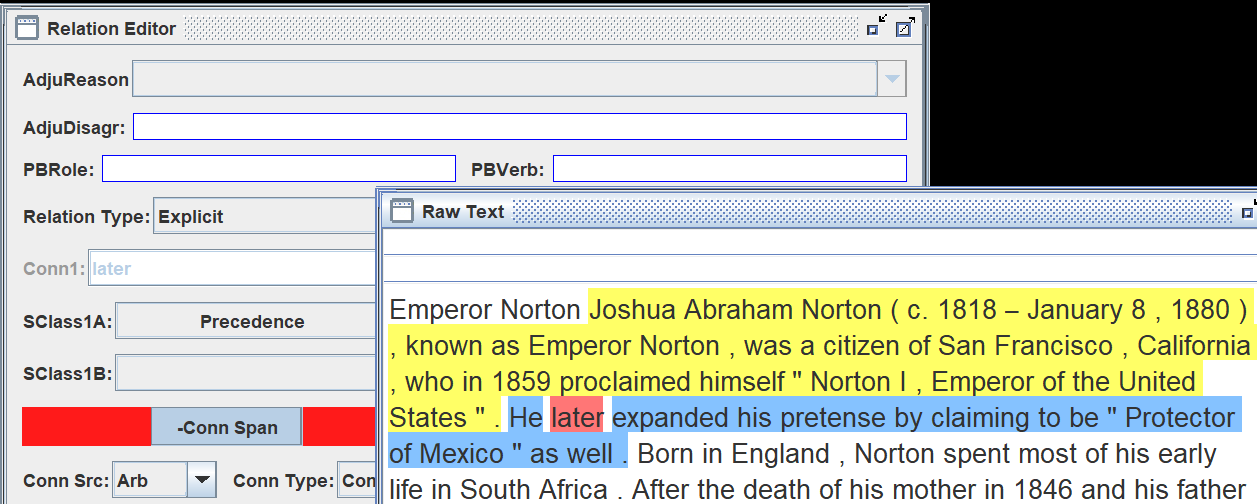 Relation Editor
AdjuReason
AdjuDisagr:
PBRole:
PBVerb:
Relation Type: Explicit
Conn1: later
SClass1A: Precedence
SClass1B:
-Conn Span
Conn Src: Arb
Conn Type: Con
Raw Text
Emperor Norton Joshua Abraham Norton ( c. 1818 – January 8 , 1880 )
, known as Emperor Norton , was a citizen of San Francisco , California
, who in 1859 proclaimed himself " Norton I , Emperor of the United
States " . He later expanded his pretense by claiming to be " Protector
of Mexico " as well . Born in England , Norton spent most of his early
life in South Africa . After the death of his mother in 1846 and his father